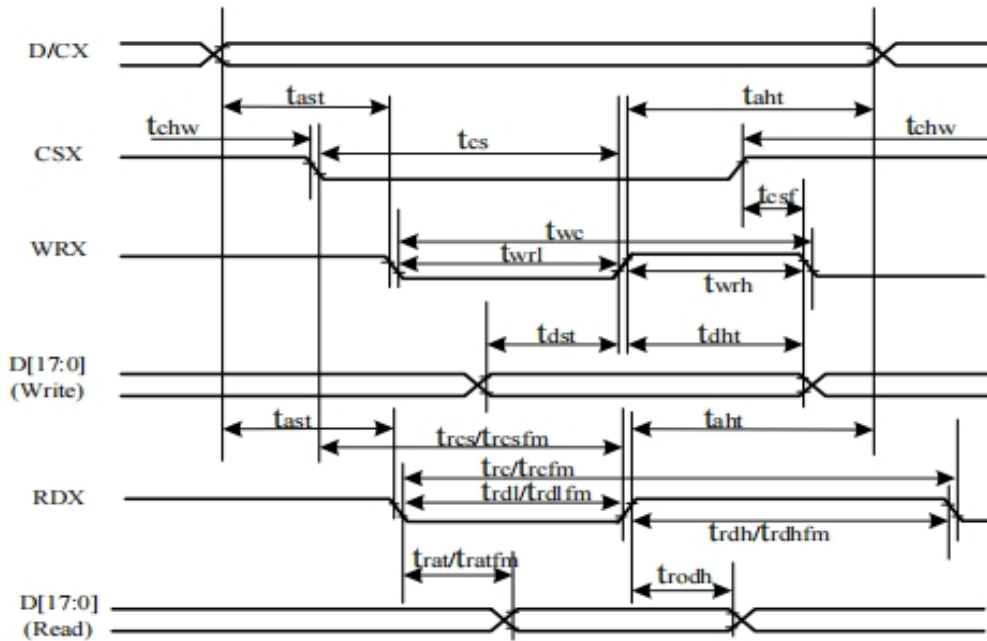 D/CX
tast
taht
tchw
tchw
tcs
CSX
tcsf
twc
WRX
twrl
twrh
tdst
tdht
D[17:0]
(Write)
tast
taht
trcs/trcsfm
trc/trcfm
RDX
trdl/trdlfm
trdh/trdhfm
trat/tratfm
trodh
D[17:0]
(Read)